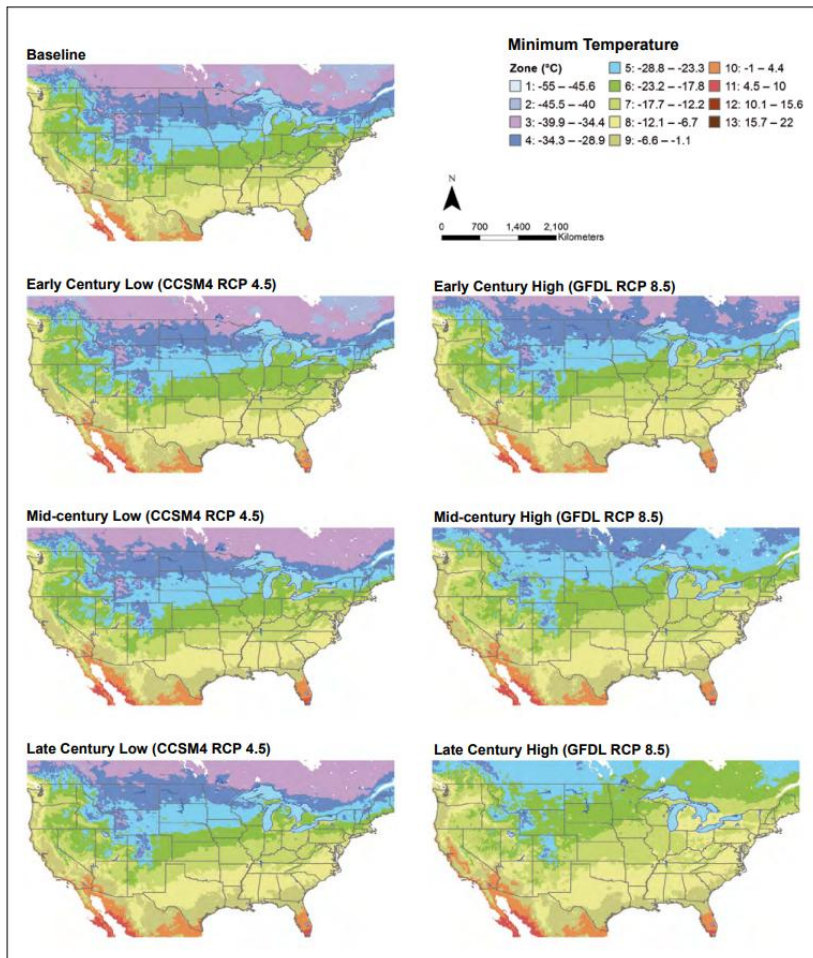 Baseline
Minimum Temperature
Zone (°C)
1: -55 – -45.6
2: -45.5 – -40
3: -39.9 – -34.4
4: -34.3 – -28.9
5: -28.8 – -23.3
6: -23.2 – -17.8
7: -17.7 – -12.2
8: -12.1 – -6.7
9: -6.6 – -1.1
10: -1 – 4.4
11: 4.5 – 10
12: 10.1 – 15.6
13: 15.7 – 22
N
0 700 1,400 2,100
Kilometers
Early Century Low (CCSM4 RCP 4.5)
Early Century High (GFDL RCP 8.5)
Mid-century Low (CCSM4 RCP 4.5)
Mid-century High (GFDL RCP 8.5)
Late Century Low (CCSM4 RCP 4.5)
Late Century High (GFDL RCP 8.5)